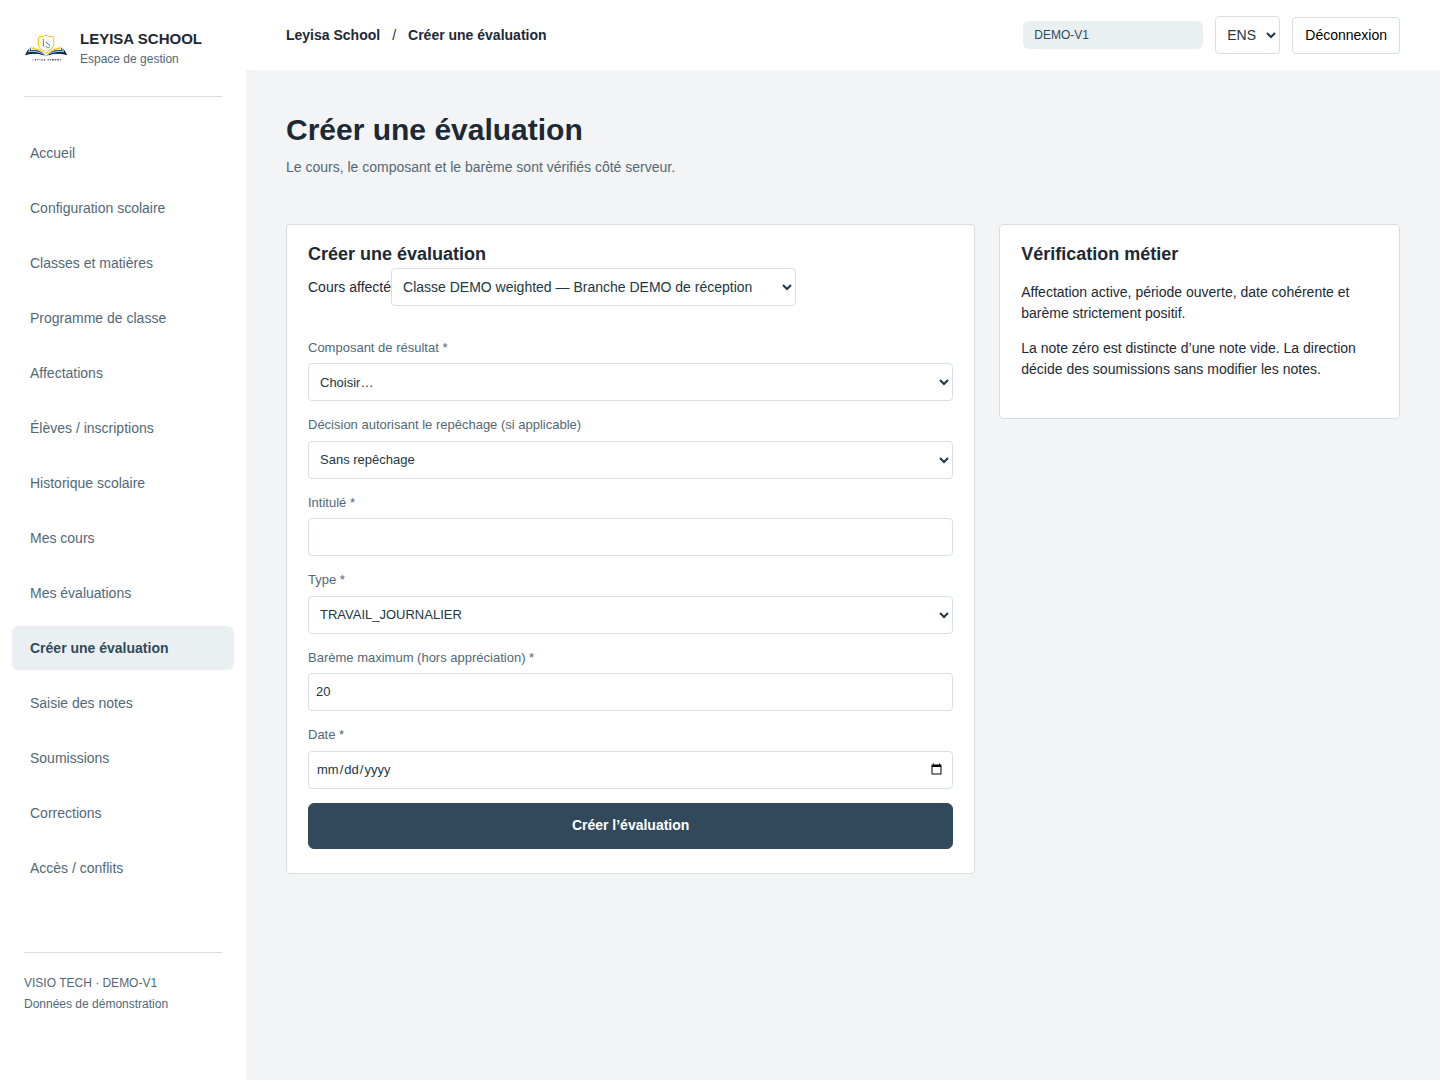 LEYISA SCHOOL
Espace de gestion
Accueil
Configuration scolaire
Classes et matières
Programme de classe
Affectations
Élèves / inscriptions
Historique scolaire
Mes cours
Mes évaluations
Créer une évaluation
Saisie des notes
Soumissions
Corrections
Accès / conflits
VISIO TECH · DEMO-V1
Données de démonstration
Leyisa School / Créer une évaluation
DEMO-V1
ENS
Déconnexion
Créer une évaluation
Le cours, le composant et le barème sont vérifiés côté serveur.
Créer une évaluation
Cours affecté Classe DEMO weighted — Branche DEMO de réception
Composant de résultat *
Choisir…
Décision autorisant le repêchage (si applicable)
Sans repêchage
Intitulé *
Type *
TRAVAIL_JOURNALIER
Barème maximum (hors appréciation) *
20
Date *
mm/dd/yyyy
Créer l’évaluation
Vérification métier
Affectation active, période ouverte, date cohérente et
barème strictement positif.
La note zéro est distincte d’une note vide. La direction
décide des soumissions sans modifier les notes.